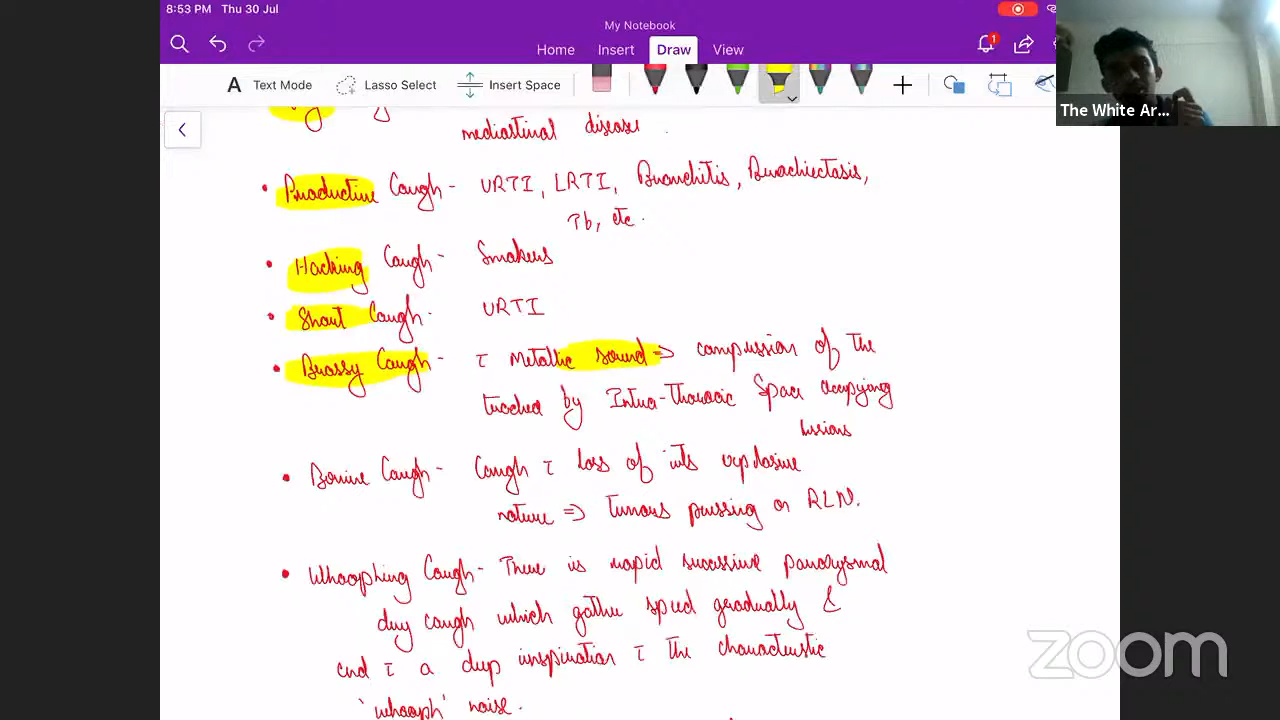 8:53 PM Thu 30 Jul
My Notebook
Home Insert Draw View
1
A Text Mode Lasso Select Insert Space
The White Ar...
mediastinal disease
• Productive Cough - URTI, LRTI, Bronchitis, Bronchiectasis,
Tb, etc.
• Hacking Cough - Smokers
• Short Cough - URTI
• Brassy Cough - c̄ Metallic sound => compression of the
trachea by Intra-Thoracic Space occupying
lesions
• Bovine Cough - Cough c̄ loss of its explosive
nature => Tumors pressing on RLN.
• Whoophing Cough - There is rapid successive paroxysmal
dry cough which gather speed gradually &
end c̄ a deep inspiration c̄ the characteristic
'whooph' noise.
zoom